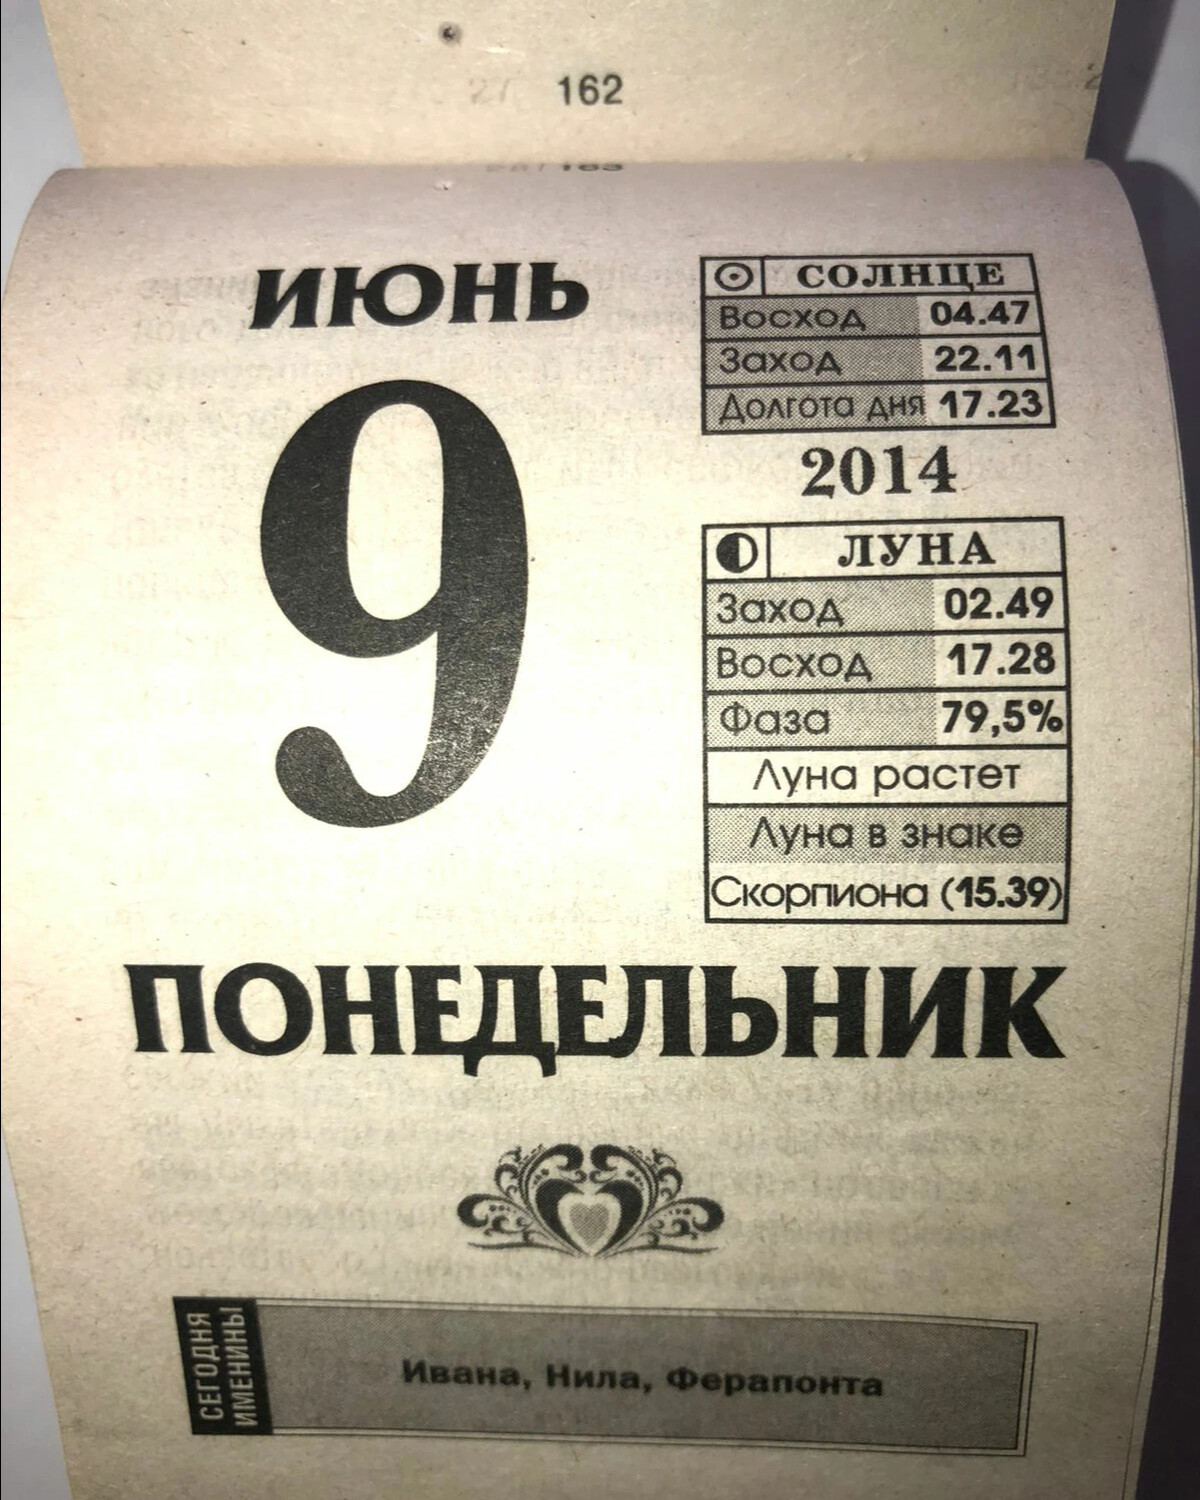 162
ИЮНЬ
9
СОЛНЦЕ
Восход 04.47
Заход 22.11
Долгота дня 17.23
2014
ЛУНА
Заход 02.49
Восход 17.28
Фаза 79,5%
Луна растет
Луна в знаке
Скорпиона (15.39)
ПОНЕДЕЛЬНИК
СЕГОДНЯ
ИМЕНИНЫ
Ивана, Нила, Ферапонта